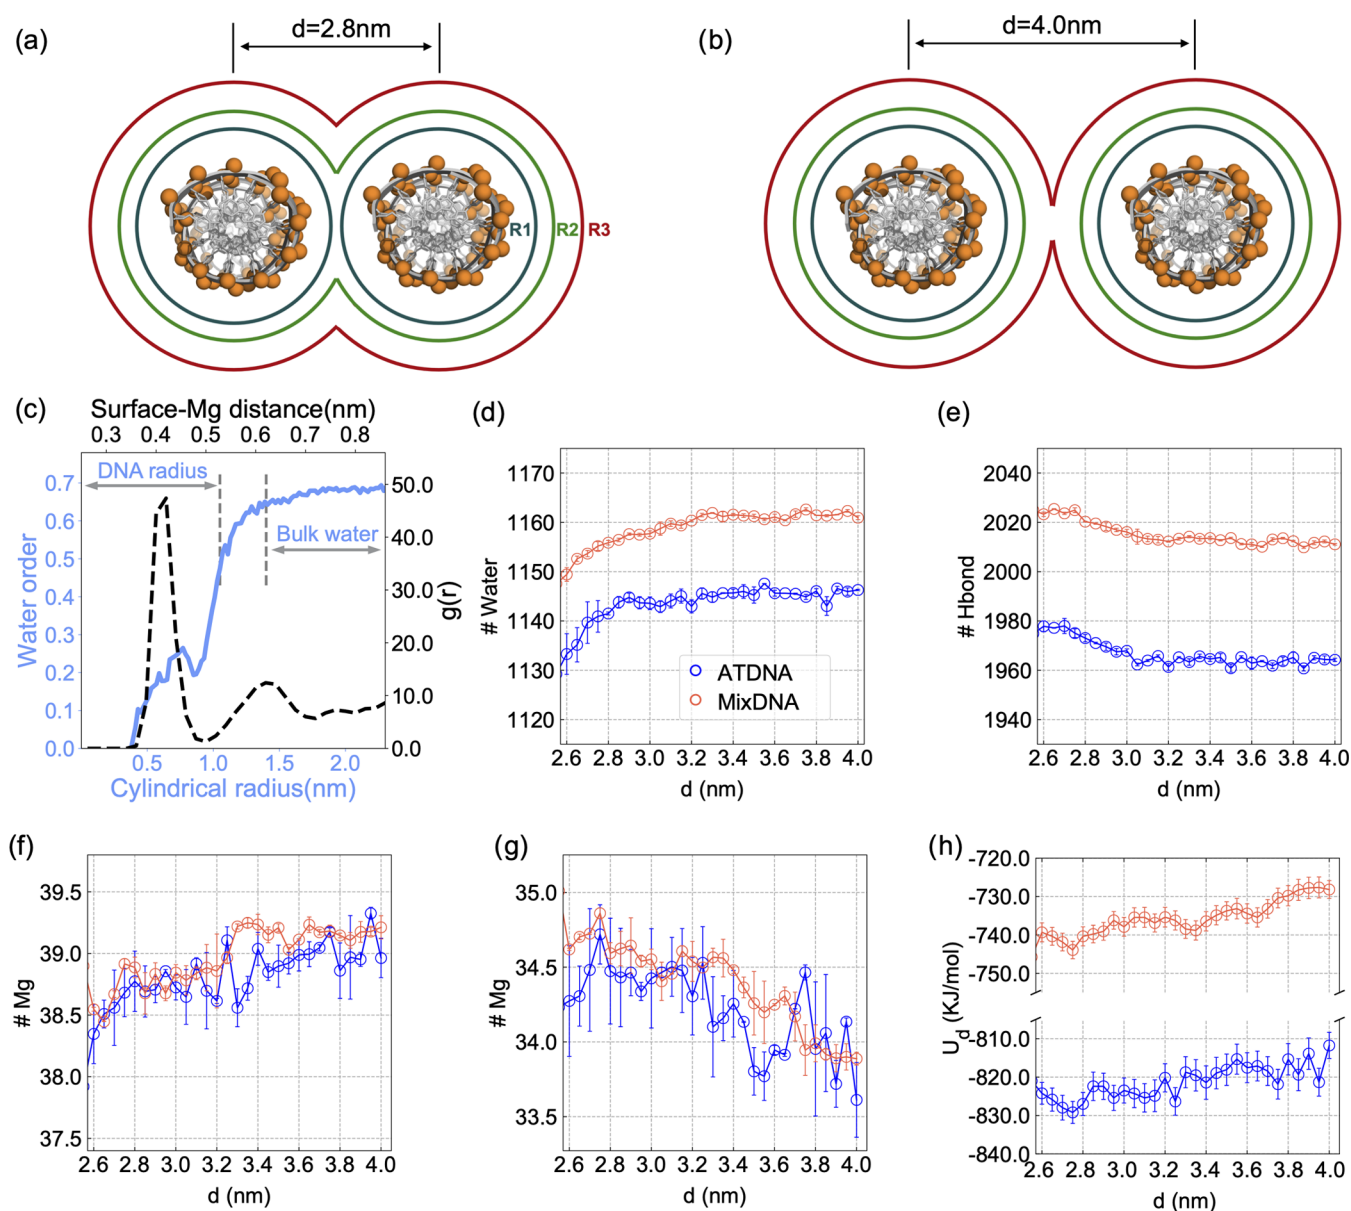 (a)
d=2.8nm
(b)
d=4.0nm
R1 R2 R3
(c)
Surface-Mg distance(nm)
0.3 0.4 0.5 0.6 0.7 0.8
DNA radius
Bulk water
Water order
0.7
0.6
0.5
0.4
0.3
0.2
0.1
0.0
g(r)
50.0
40.0
30.0
20.0
10.0
0.0
0.5 1.0 1.5 2.0
Cylindrical radius(nm)
(d)
# Water
1170
1160
1150
1140
1130
1120
ATDNA
MixDNA
2.6 2.8 3.0 3.2 3.4 3.6 3.8 4.0
d (nm)
(e)
# Hbond
2040
2020
2000
1980
1960
1940
2.6 2.8 3.0 3.2 3.4 3.6 3.8 4.0
d (nm)
(f)
# Mg
39.5
39.0
38.5
38.0
37.5
2.6 2.8 3.0 3.2 3.4 3.6 3.8 4.0
d (nm)
(g)
# Mg
35.0
34.5
34.0
33.5
2.6 2.8 3.0 3.2 3.4 3.6 3.8 4.0
d (nm)
(h)
Ud (KJ/mol)
-720.0
-730.0
-740.0
-750.0
-810.0
-820.0
-830.0
-840.0
2.6 2.8 3.0 3.2 3.4 3.6 3.8 4.0
d (nm)